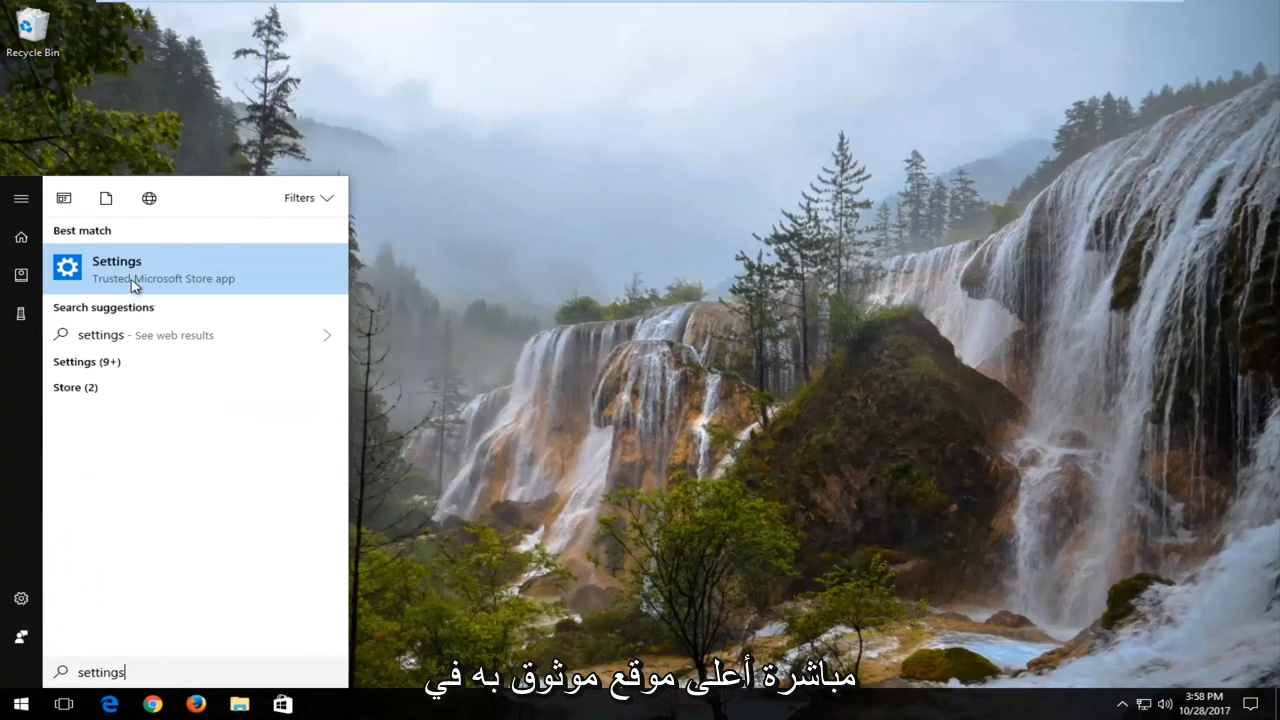 Recycle Bin
Filters
Best match
Settings
Trusted Microsoft Store app
Search suggestions
settings - See web results
Settings (9+)
Store (2)
settings
مباشرة أعلى موقع موثوق به في
3:58 PM
10/28/2017